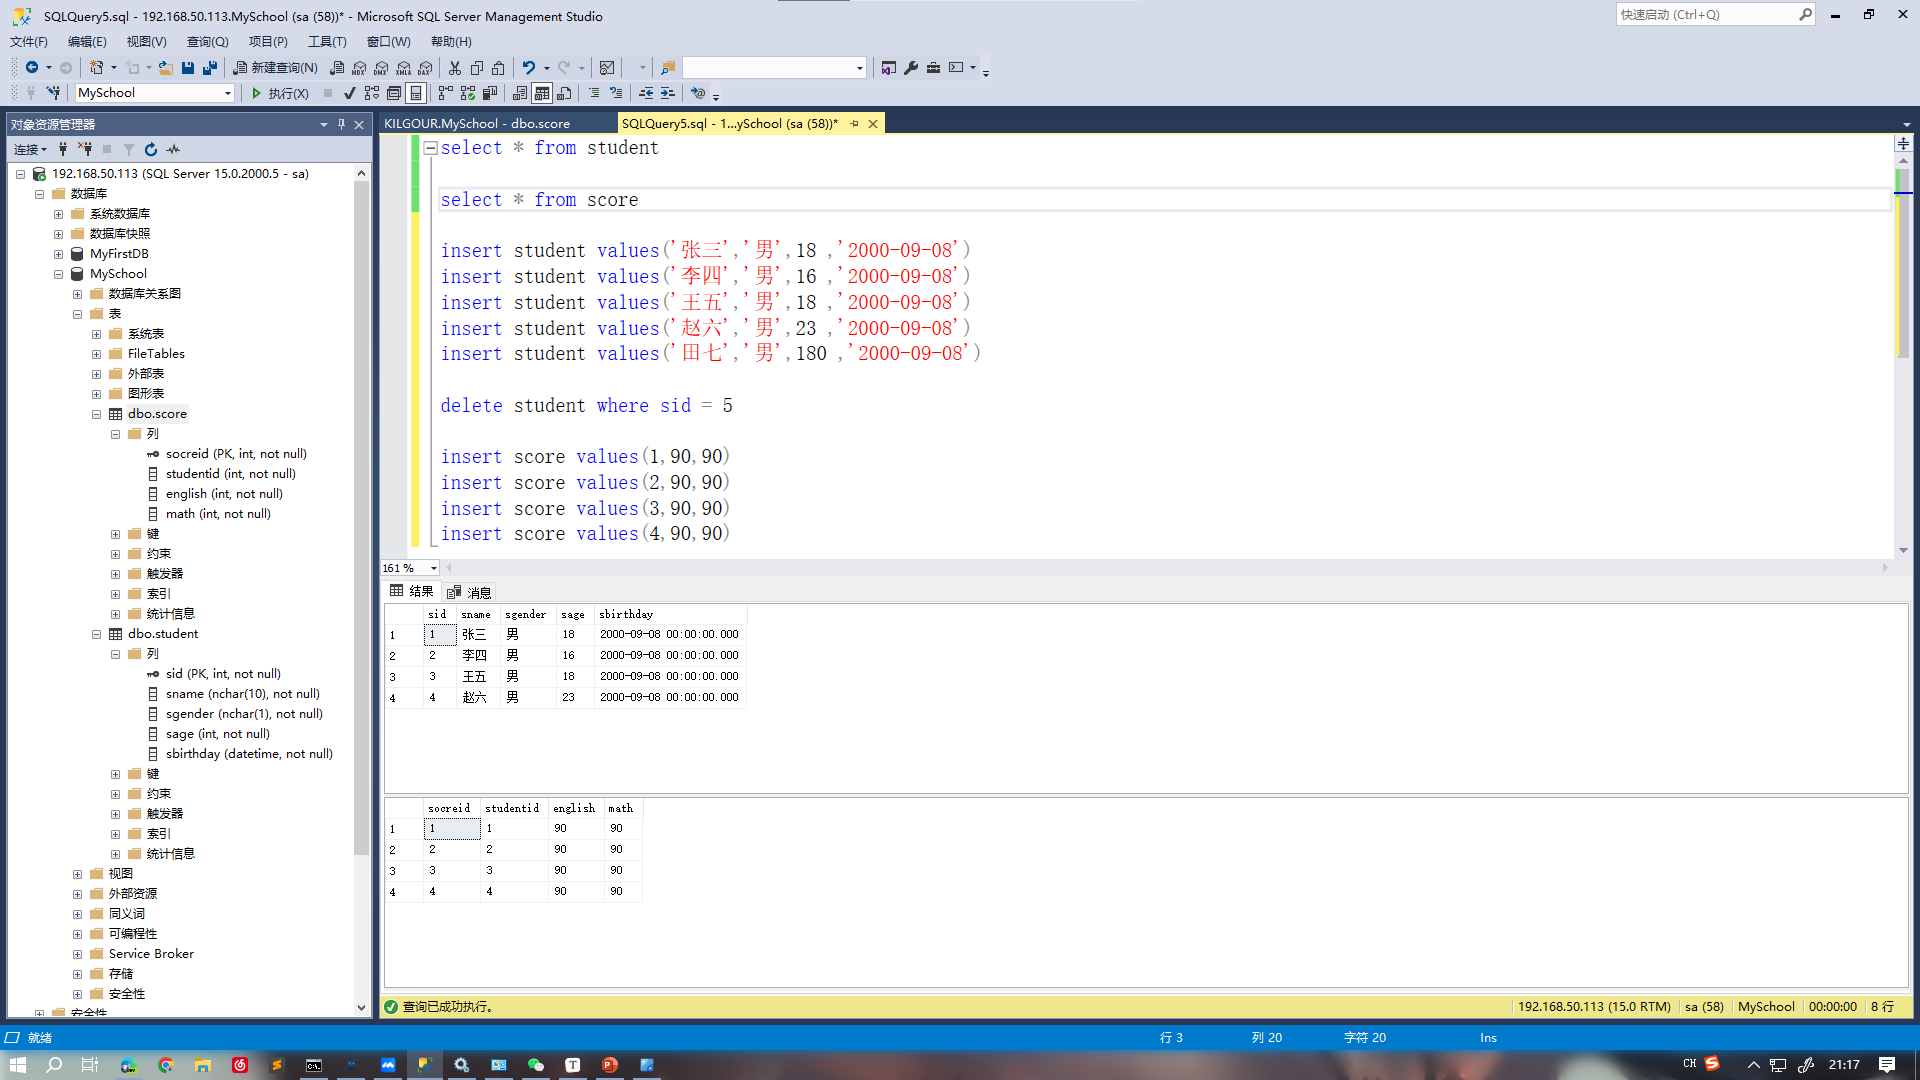 SQLQuery5.sql - 192.168.50.113.MySchool (sa (58))* - Microsoft SQL Server Management Studio
快速启动 (Ctrl+Q)
文件(F) 编辑(E) 视图(V) 查询(Q) 项目(P) 工具(T) 窗口(W) 帮助(H)
新建查询(N) MDX DMX XMLA DAX
MySchool 执行(X)
对象资源管理器
连接
192.168.50.113 (SQL Server 15.0.2000.5 - sa)
数据库
系统数据库
数据库快照
MyFirstDB
MySchool
数据库关系图
表
系统表
FileTables
外部表
图形表
dbo.score
列
socreid (PK, int, not null)
studentid (int, not null)
english (int, not null)
math (int, not null)
键
约束
触发器
索引
统计信息
dbo.student
列
sid (PK, int, not null)
sname (nchar(10), not null)
sgender (nchar(1), not null)
sage (int, not null)
sbirthday (datetime, not null)
键
约束
触发器
索引
统计信息
视图
外部资源
同义词
可编程性
Service Broker
存储
安全性
安全性
KILGOUR.MySchool - dbo.score SQLQuery5.sql - 1...ySchool (sa (58))*
select * from student
select * from score
insert student values('张三','男',18 ,'2000-09-08')
insert student values('李四','男',16 ,'2000-09-08')
insert student values('王五','男',18 ,'2000-09-08')
insert student values('赵六','男',23 ,'2000-09-08')
insert student values('田七','男',180 ,'2000-09-08')
delete student where sid = 5
insert score values(1,90,90)
insert score values(2,90,90)
insert score values(3,90,90)
insert score values(4,90,90)
161 %
结果 消息
sid sname sgender sage sbirthday
1 1 张三 男 18 2000-09-08 00:00:00.000
2 2 李四 男 16 2000-09-08 00:00:00.000
3 3 王五 男 18 2000-09-08 00:00:00.000
4 4 赵六 男 23 2000-09-08 00:00:00.000
socreid studentid english math
1 1 1 90 90
2 2 2 90 90
3 3 3 90 90
4 4 4 90 90
查询已成功执行。 192.168.50.113 (15.0 RTM) sa (58) MySchool 00:00:00 8 行
就绪 行 3 列 20 字符 20 Ins
CH 21:17